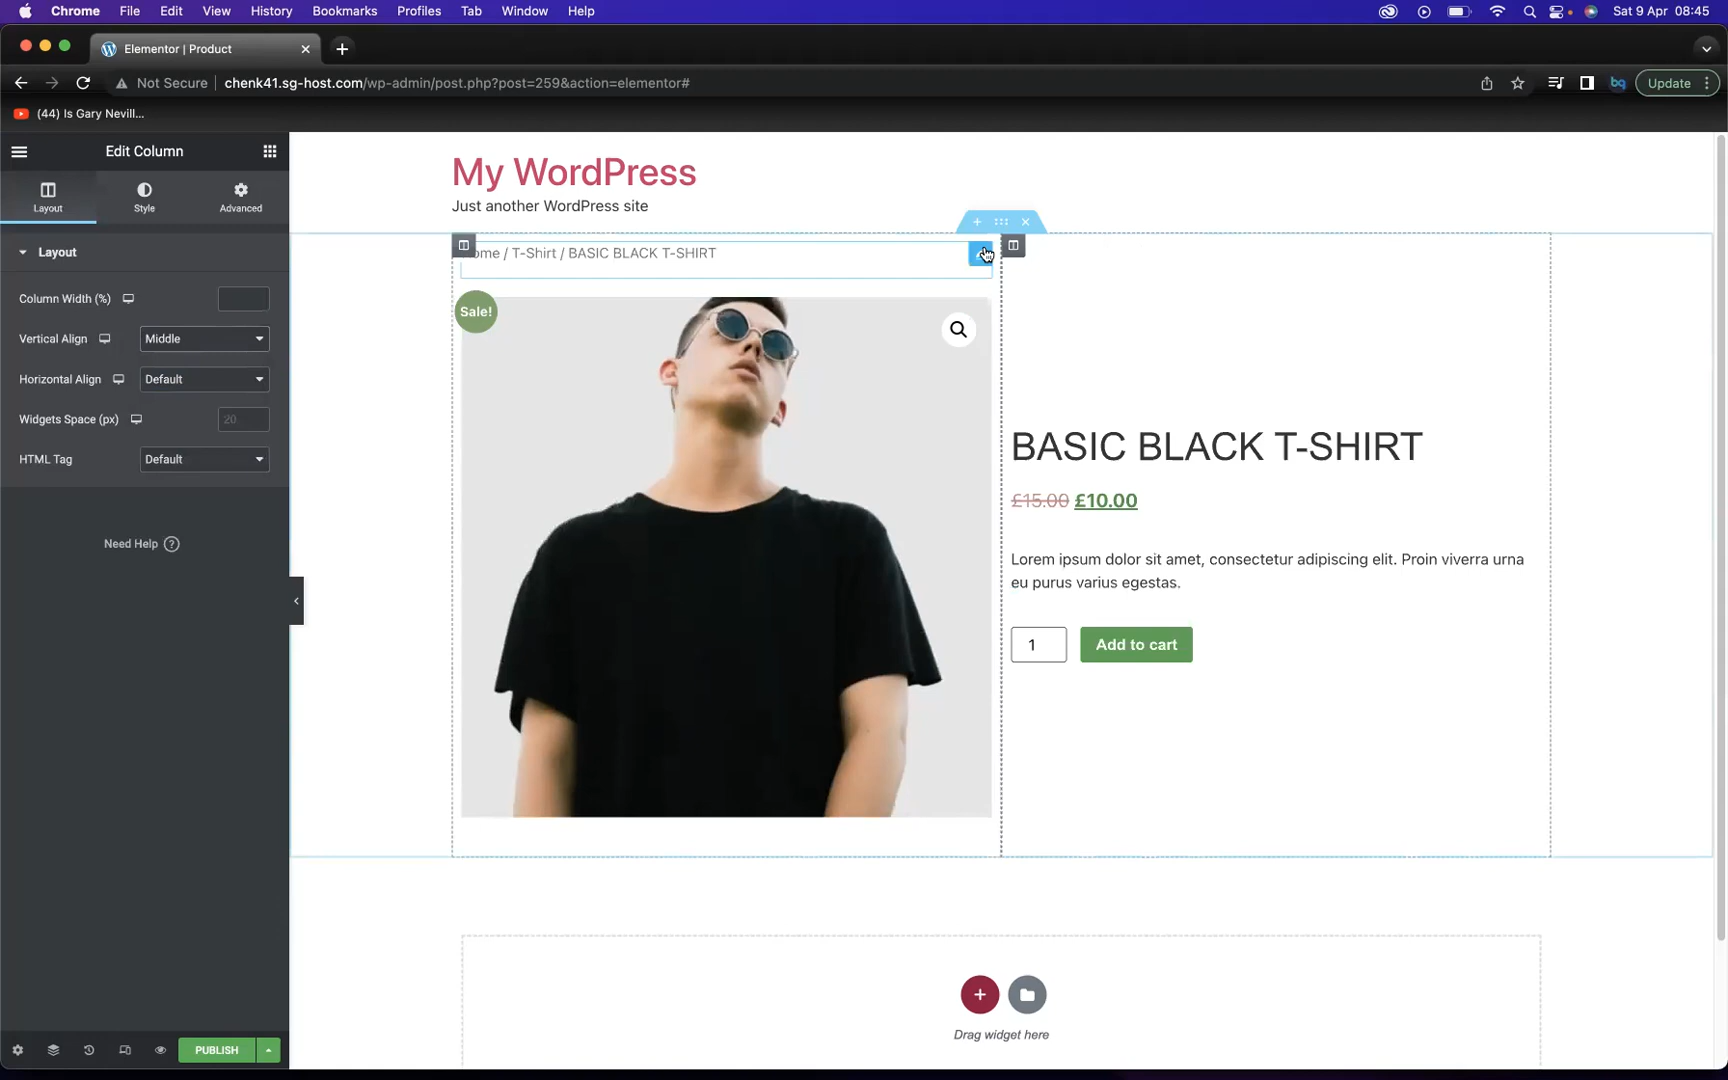 Chrome File Edit View History Bookmarks Profiles Tab Window Help Sat 9 Apr 08:45
Elementor | Product
Not Secure chenk41.sg-host.com/wp-admin/post.php?post=259&action=elementor# Update
(44) Is Gary Nevill...
Edit Column
Layout Style Advanced
Layout
Column Width (%)
Vertical Align Middle
Horizontal Align Default
Widgets Space (px) 20
HTML Tag Default
Need Help ?
PUBLISH
My WordPress
Just another WordPress site
/ T-Shirt / BASIC BLACK T-SHIRT
Sale!
BASIC BLACK T-SHIRT
£15.00 £10.00
Lorem ipsum dolor sit amet, consectetur adipiscing elit. Proin viverra urna
eu purus varius egestas.
1 Add to cart
Drag widget here